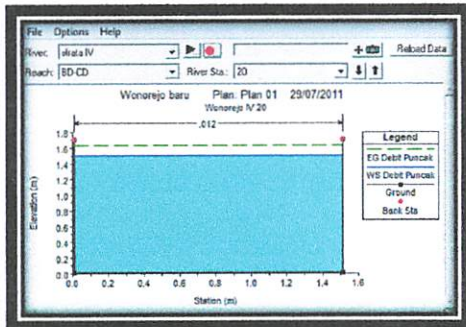 File Options Help
River: skala IV
Reach: BD-CD River Sta.: 20
Reload Data
Wonorejo baru Plan: Plan 01 29/07/2011
Wonorejo IV 20
.012
Elevation (m)
1.8
1.6
1.4
1.2
1.0
0.8
0.6
0.4
0.2
0.0
0.0 0.2 0.4 0.6 0.8 1.0 1.2 1.4 1.6
Station (m)
Legend
EG Debit Puncak
WS Debit Puncak
Ground
Bank Sta